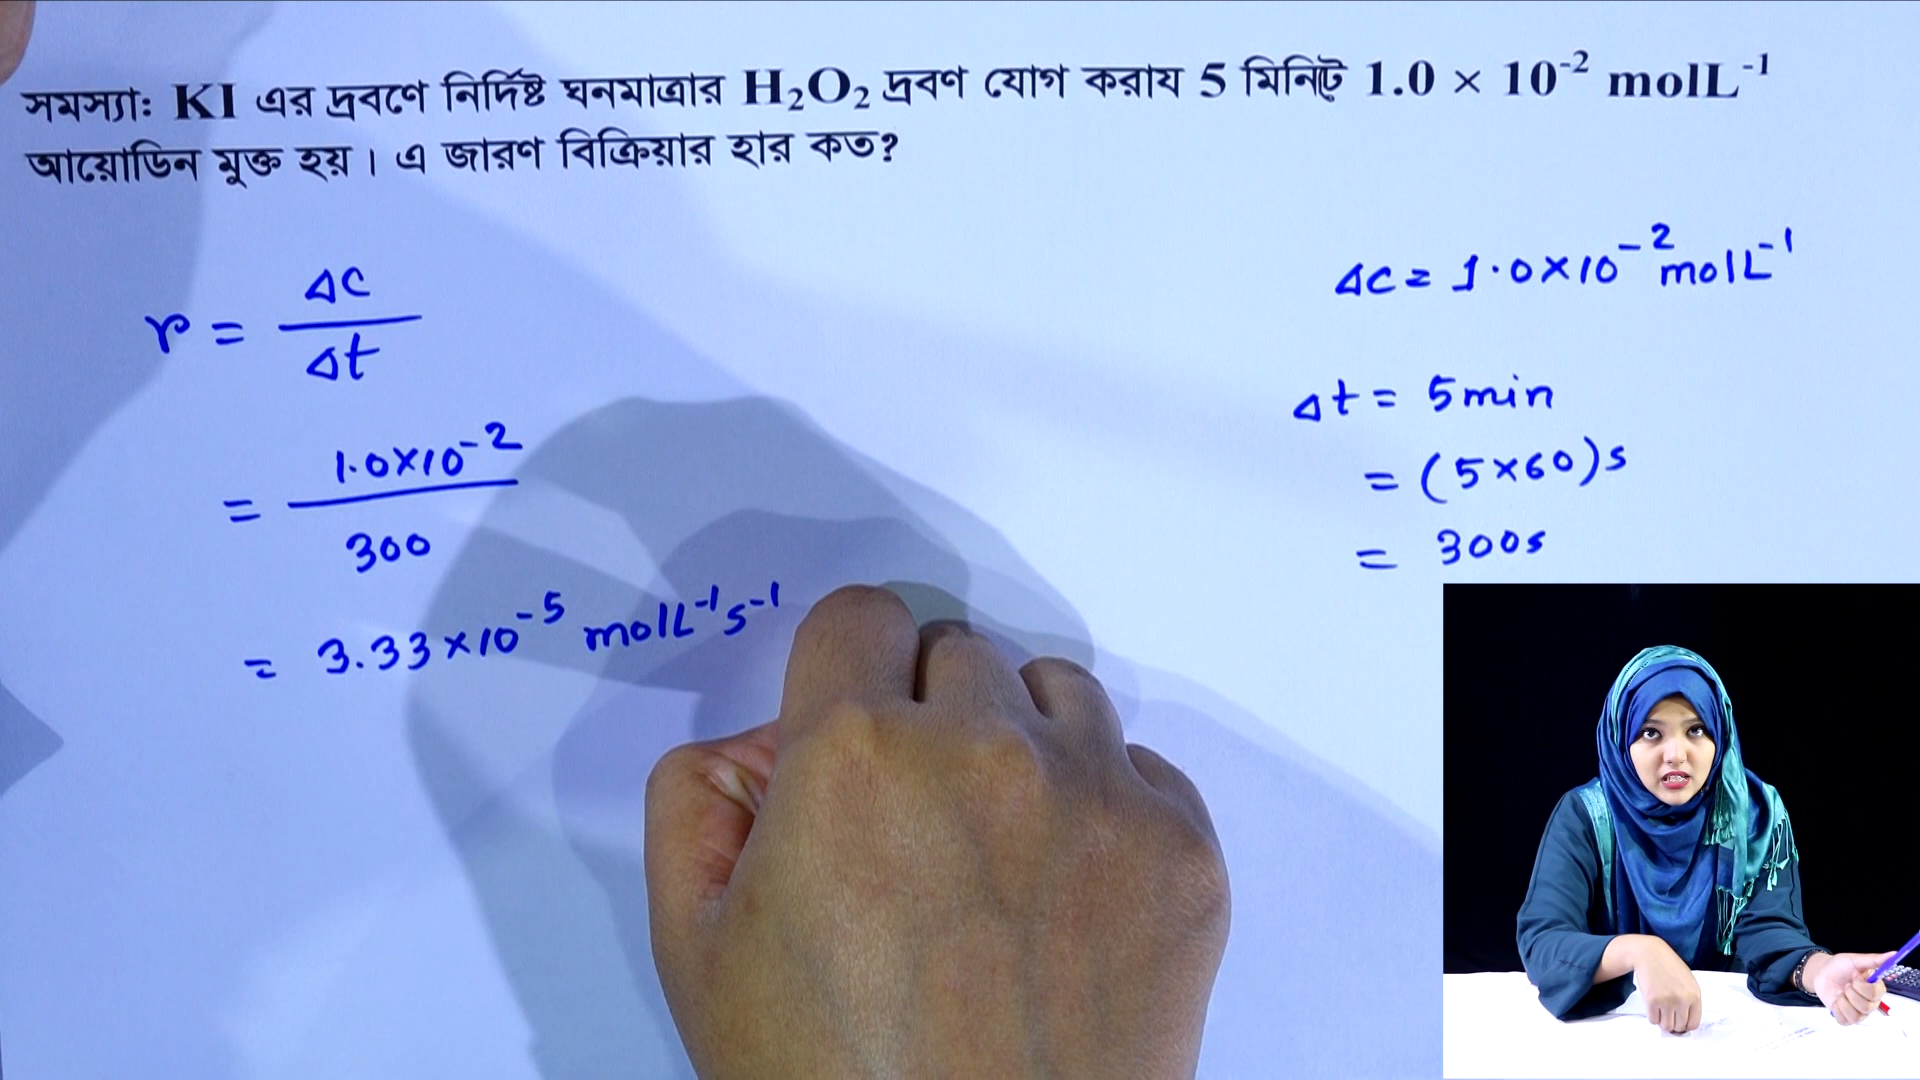 সমস্যাঃ KI এর দ্রবণে নির্দিষ্ট ঘনমাত্রার H₂O₂ দ্রবণ যোগ করায 5 মিনিটে 1.0 × 10⁻² molL⁻¹
আয়োডিন মুক্ত হয়। এ জারণ বিক্রিয়ার হার কত?
r = Δc / Δt
= 1.0×10⁻² / 300
= 3.33×10⁻⁵ molL⁻¹s⁻¹
Δc = 1.0×10⁻² molL⁻¹
Δt = 5min
= (5×60)s
= 300s